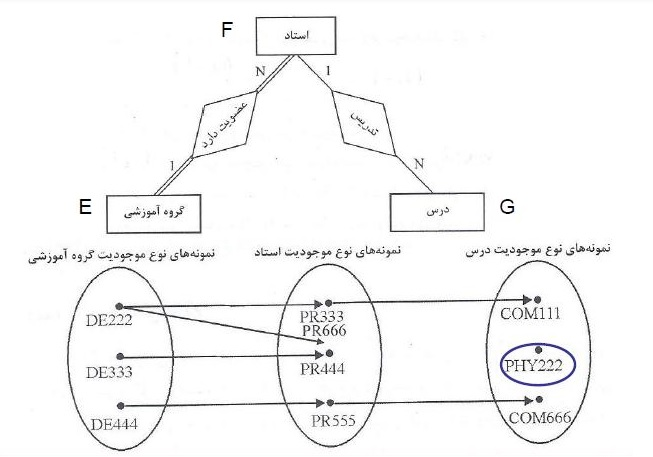 F
استاد
N
1
عضویت دارد
تدریس
1
N
E
گروه آموزشی
درس
G
نمونه‌های نوع موجودیت درس
نمونه‌های نوع موجودیت استاد
نمونه‌های نوع موجودیت گروه آموزشی
DE222
PR333
COM111
PR666
DE333
PR444
PHY222
DE444
PR555
COM666